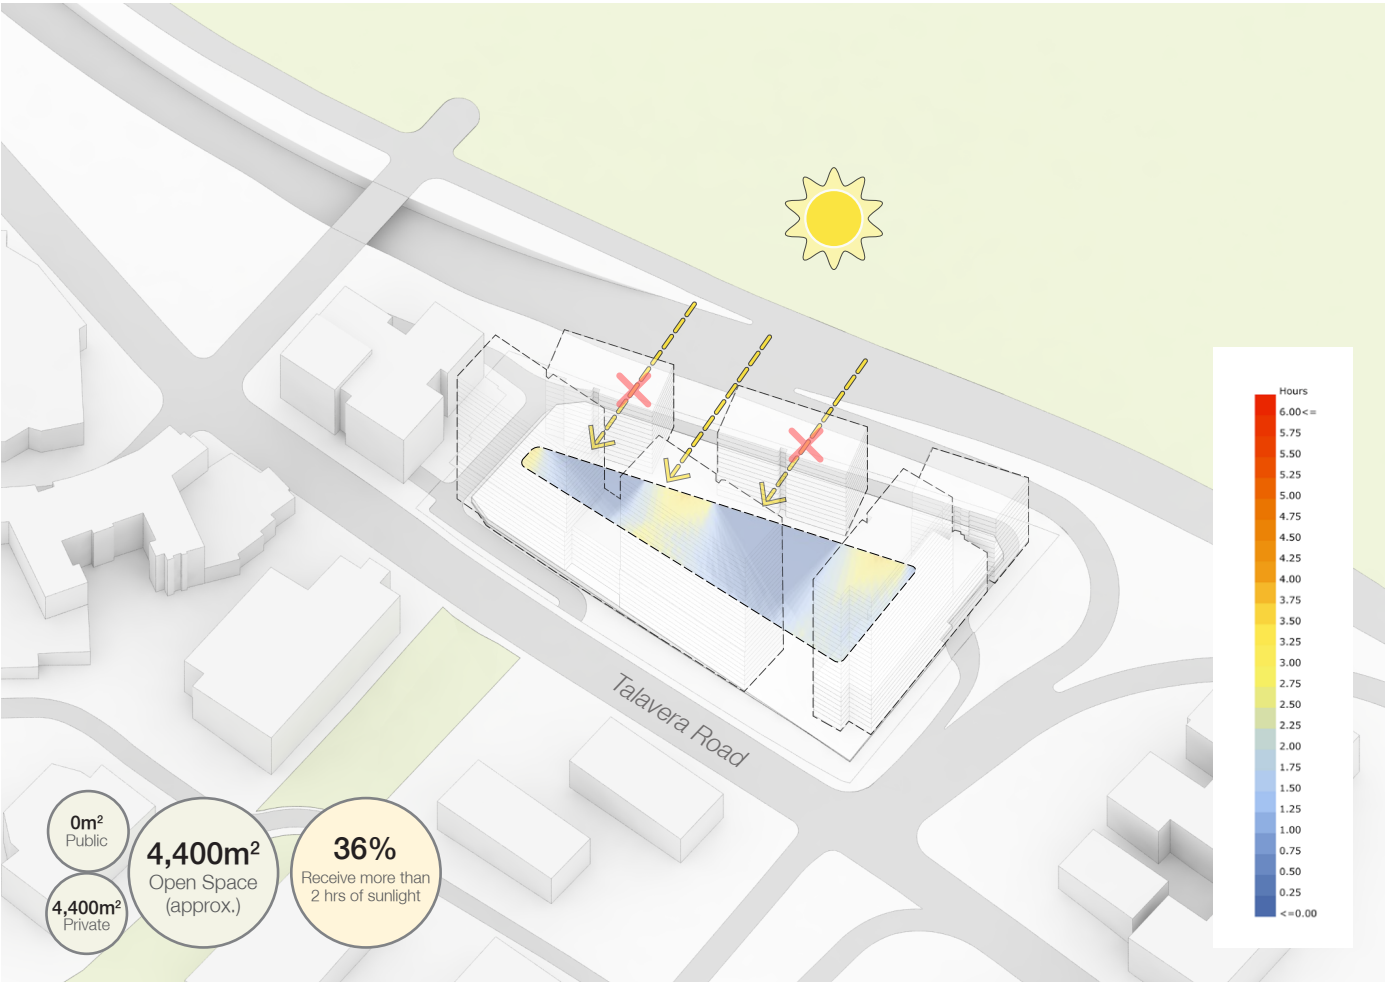 Hours
6.00<=
5.75
5.50
5.25
5.00
4.75
4.50
4.25
4.00
3.75
3.50
3.25
3.00
2.75
2.50
2.25
2.00
1.75
1.50
1.25
1.00
0.75
0.50
0.25
<=0.00
Talavera Road
0m²
Public
4,400m²
Private
4,400m²
Open Space
(approx.)
36%
Receive more than
2 hrs of sunlight